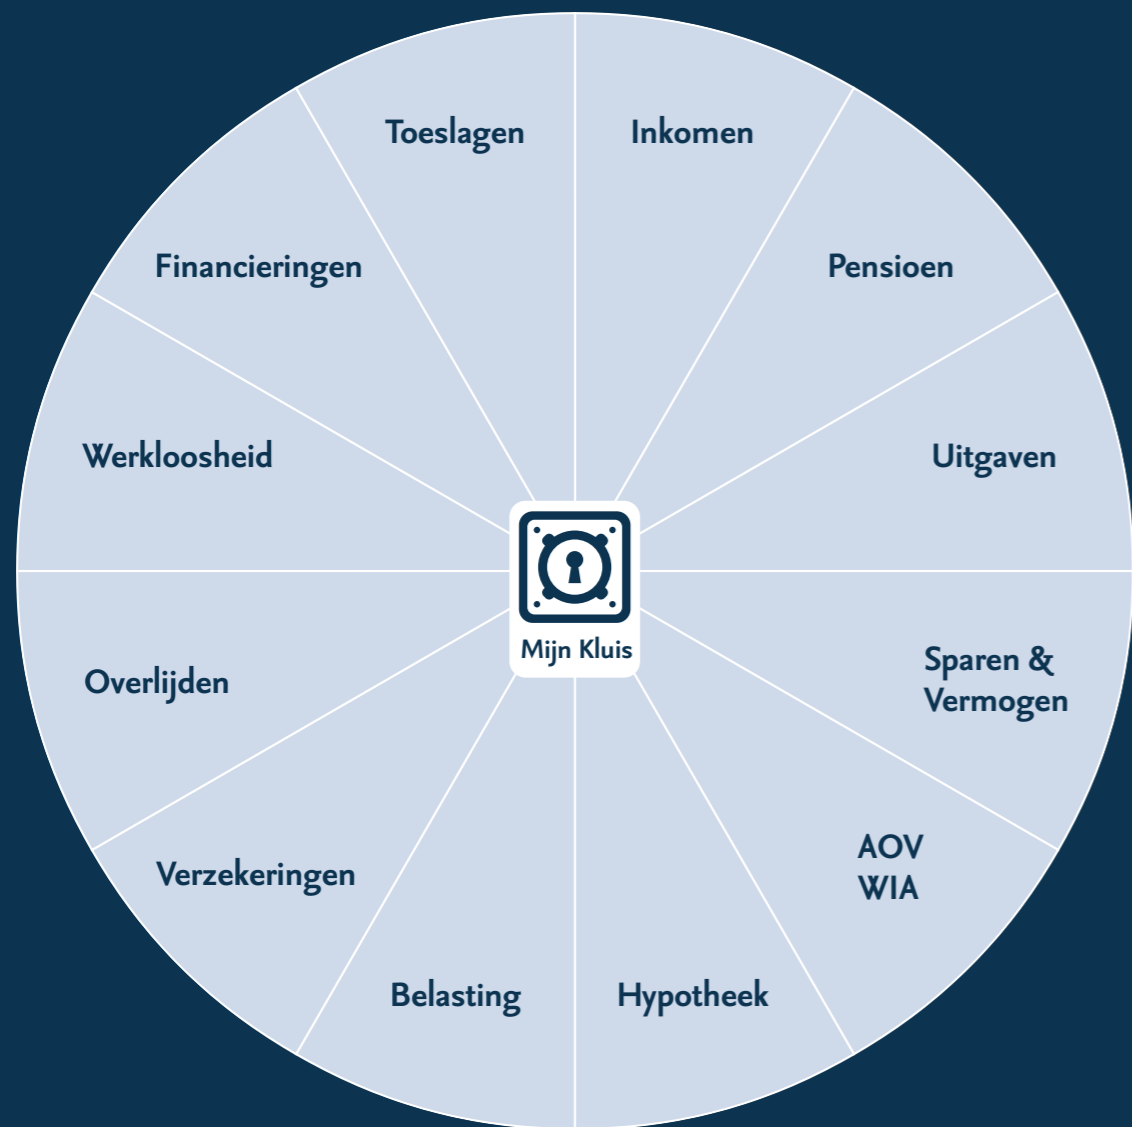 Toeslagen
Inkomen
Financieringen
Pensioen
Werkloosheid
Uitgaven
Mijn Kluis
Overlijden
Sparen &
Vermogen
Verzekeringen
AOV
WIA
Belasting
Hypotheek